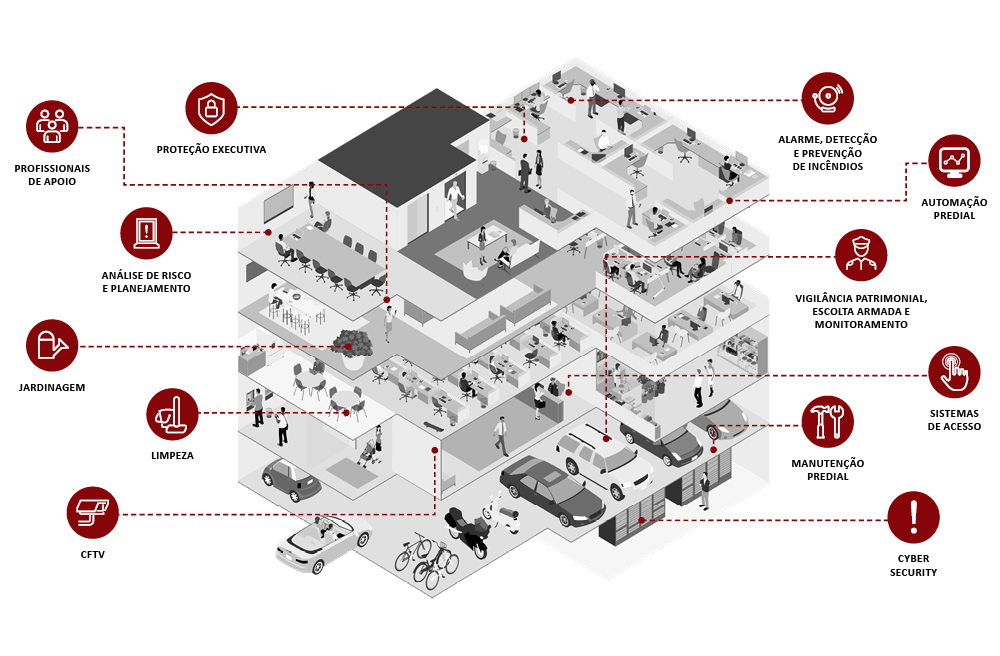 PROTEÇÃO EXECUTIVA
PROFISSIONAIS
DE APOIO
ANÁLISE DE RISCO
E PLANEJAMENTO
JARDINAGEM
LIMPEZA
CFTV
ALARME, DETECÇÃO
E PREVENÇÃO
DE INCÊNDIOS
AUTOMAÇÃO
PREDIAL
VIGILÂNCIA PATRIMONIAL,
ESCOLTA ARMADA E
MONITORAMENTO
SISTEMAS
DE ACESSO
MANUTENÇÃO
PREDIAL
CYBER
SECURITY